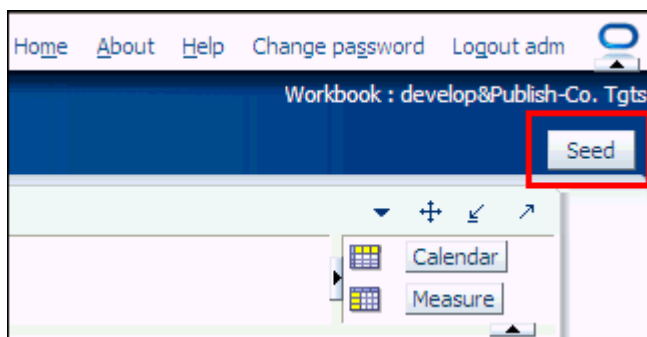 Home About Help Change password Logout adm
Workbook : develop&Publish-Co. Tgts
Seed
Calendar
Measure